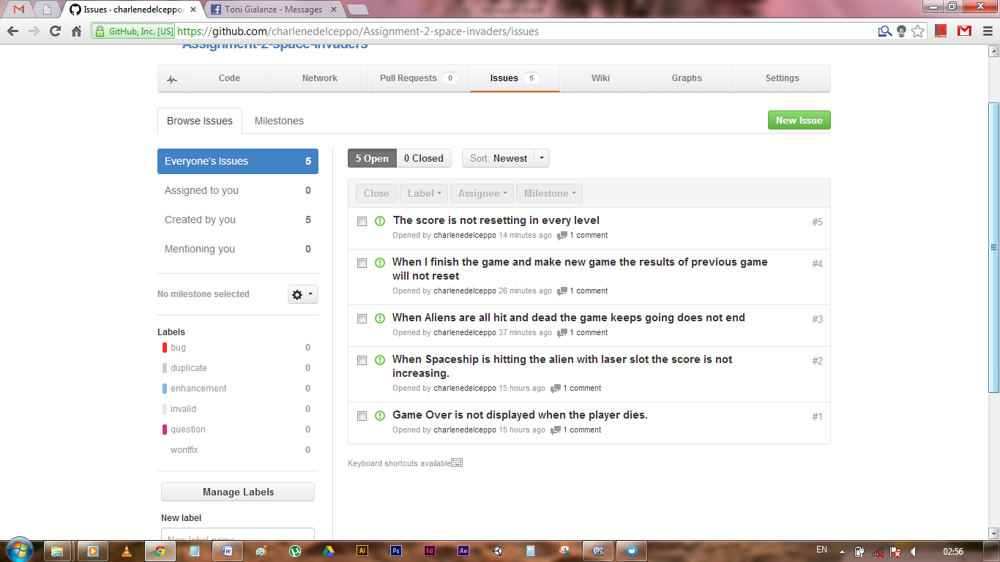 Issues · charlenedelceppo/
Toni Gialanze - Messages
GitHub, Inc. [US] https://github.com/charlenedelceppo/Assignment-2-space-invaders/issues
Assignment-2-space-invaders
Code Network Pull Requests 0 Issues 5 Wiki Graphs Settings
Browse Issues Milestones New Issue
Everyone's Issues 5
Assigned to you 0
Created by you 5
Mentioning you 0
No milestone selected
Labels
bug 0
duplicate 0
enhancement 0
invalid 0
question 0
wontfix 0
Manage Labels
New label
New label name
5 Open 0 Closed Sort: Newest
Close Label Assignee Milestone
The score is not resetting in every level #5
Opened by charlenedelceppo 14 minutes ago 1 comment
When I finish the game and make new game the results of previous game #4
will not reset
Opened by charlenedelceppo 26 minutes ago 1 comment
When Aliens are all hit and dead the game keeps going does not end #3
Opened by charlenedelceppo 37 minutes ago 1 comment
When Spaceship is hitting the alien with laser slot the score is not #2
increasing.
Opened by charlenedelceppo 15 hours ago 1 comment
Game Over is not displayed when the player dies. #1
Opened by charlenedelceppo 15 hours ago 1 comment
Keyboard shortcuts available
Ai Ps Id Ae
EN 02:56